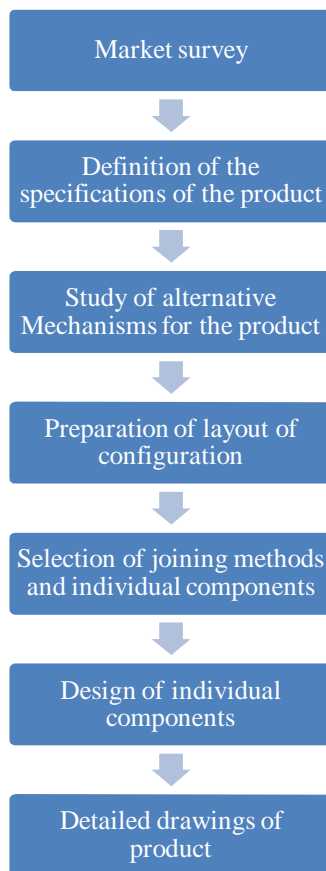 Market survey
Definition of the
specifications of the product
Study of alternative
Mechanisms for the product
Preparation of layout of
configuration
Selection of joining methods
and individual components
Design of individual
components
Detailed drawings of
product